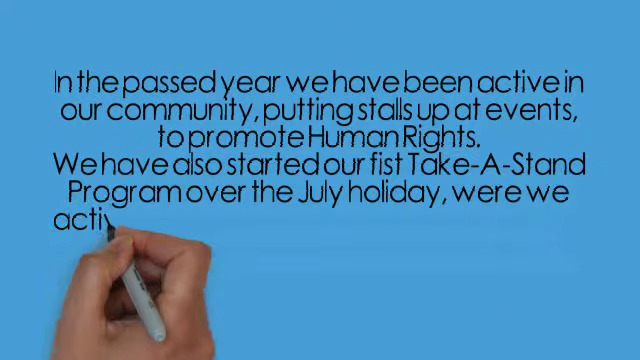 In the passed year we have been active in
our community, putting stalls up at events,
to promote Human Rights.
We have also started our fist Take-A-Stand
Program over the July holiday, were we
acti